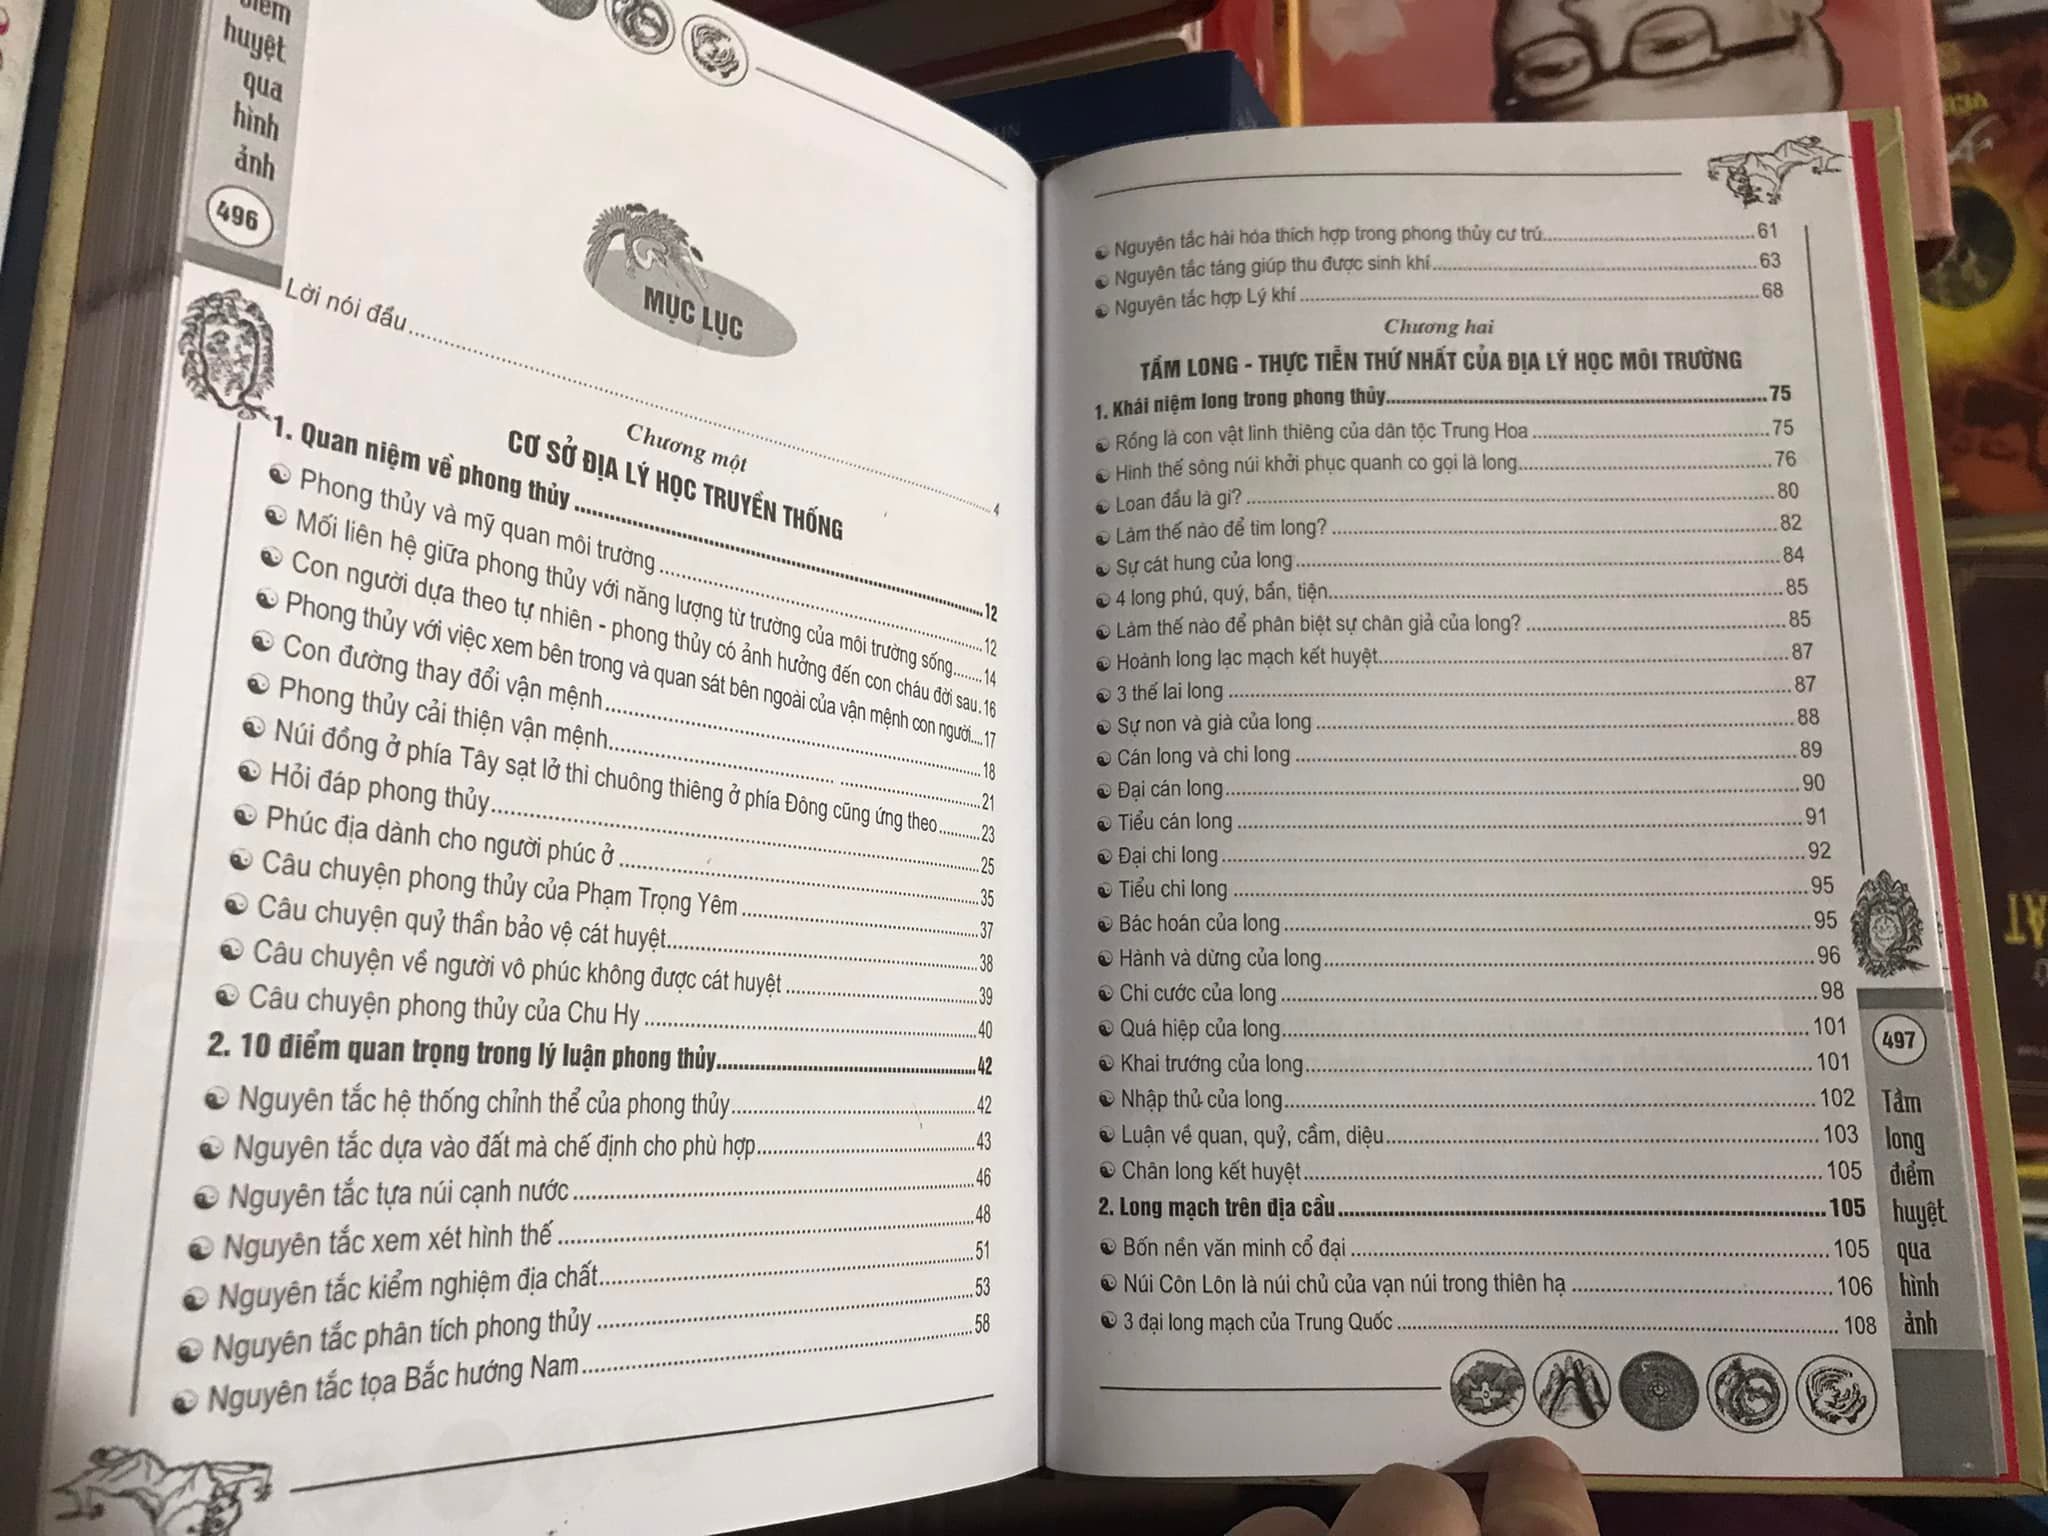 điểm
huyệt
qua
hình
ảnh
496
MỤC LỤC
Lời nói đầu....................4
Chương một
CƠ SỞ ĐỊA LÝ HỌC TRUYỀN THỐNG
1. Quan niệm về phong thủy....................12
Phong thủy và mỹ quan môi trường....................12
Mối liên hệ giữa phong thủy với năng lượng từ trường của môi trường sống........14
Con người dựa theo tự nhiên - phong thủy có ảnh hưởng đến con cháu đời sau.16
Phong thủy với việc xem bên trong và quan sát bên ngoài của vận mệnh con người....17
Con đường thay đổi vận mệnh....................18
Phong thủy cải thiện vận mệnh....................21
Núi đồng ở phía Tây sạt lở thì chuông thiêng ở phía Đông cũng ứng theo..........23
Hỏi đáp phong thủy....................25
Phúc địa dành cho người phúc ở....................35
Câu chuyện phong thủy của Phạm Trọng Yêm....................37
Câu chuyện quỷ thần bảo vệ cát huyệt....................38
Câu chuyện về người vô phúc không được cát huyệt....................39
Câu chuyện phong thủy của Chu Hy....................40
2. 10 điểm quan trọng trong lý luận phong thủy....................42
Nguyên tắc hệ thống chỉnh thể của phong thủy....................42
Nguyên tắc dựa vào đất mà chế định cho phù hợp....................43
Nguyên tắc tựa núi cạnh nước....................46
Nguyên tắc xem xét hình thế....................48
Nguyên tắc kiểm nghiệm địa chất....................51
Nguyên tắc phân tích phong thủy....................53
Nguyên tắc tọa Bắc hướng Nam....................58
Nguyên tắc hài hóa thích hợp trong phong thủy cư trú....................61
Nguyên tắc táng giúp thu được sinh khí....................63
Nguyên tắc hợp Lý khí....................68
Chương hai
TẦM LONG - THỰC TIỄN THỨ NHẤT CỦA ĐỊA LÝ HỌC MÔI TRƯỜNG
1. Khái niệm long trong phong thủy....................75
Rồng là con vật linh thiêng của dân tộc Trung Hoa....................75
Hình thế sông núi khởi phục quanh co gọi là long....................76
Loan đầu là gì?....................80
Làm thế nào để tìm long?....................82
Sự cát hung của long....................84
4 long phú, quý, bần, tiện....................85
Làm thế nào để phân biệt sự chân giả của long?....................85
Hoành long lạc mạch kết huyệt....................87
3 thế lai long....................87
Sự non và già của long....................88
Cán long và chi long....................89
Đại cán long....................90
Tiểu cán long....................91
Đại chi long....................92
Tiểu chi long....................95
Bác hoán của long....................95
Hành và dừng của long....................96
Chi cước của long....................98
Quá hiệp của long....................101
Khai trướng của long....................101
Nhập thủ của long....................102
Luận về quan, quỷ, cầm, diệu....................103
Chân long kết huyệt....................105
2. Long mạch trên địa cầu....................105
Bốn nền văn minh cổ đại....................105
Núi Côn Lôn là núi chủ của vạn núi trong thiên hạ....................106
3 đại long mạch của Trung Quốc....................108
497
Tầm
long
điểm
huyệt
qua
hình
ảnh